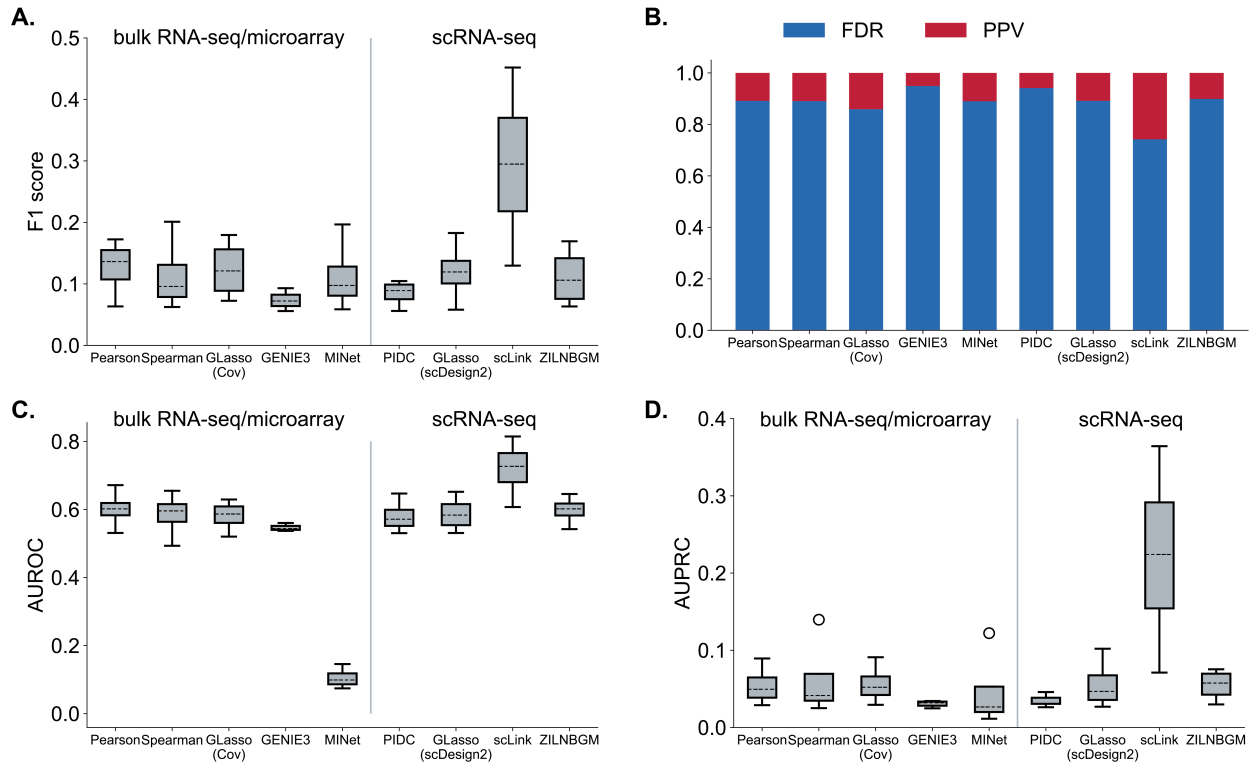 A.
bulk RNA-seq/microarray
scRNA-seq
F1 score
0.5
0.4
0.3
0.2
0.1
0.0
Pearson Spearman GLasso GENIE3 MINet PIDC GLasso scLink ZILNBGM
(Cov) (scDesign2)
B.
FDR PPV
1.0
0.8
0.6
0.4
0.2
0.0
Pearson Spearman GLasso GENIE3 MINet PIDC GLasso scLink ZILNBGM
(Cov) (scDesign2)
C.
bulk RNA-seq/microarray
scRNA-seq
AUROC
0.8
0.6
0.4
0.2
0.0
Pearson Spearman GLasso GENIE3 MINet PIDC GLasso scLink ZILNBGM
(Cov) (scDesign2)
D.
bulk RNA-seq/microarray
scRNA-seq
AUPRC
0.4
0.3
0.2
0.1
0.0
Pearson Spearman GLasso GENIE3 MINet PIDC GLasso scLink ZILNBGM
(Cov) (scDesign2)